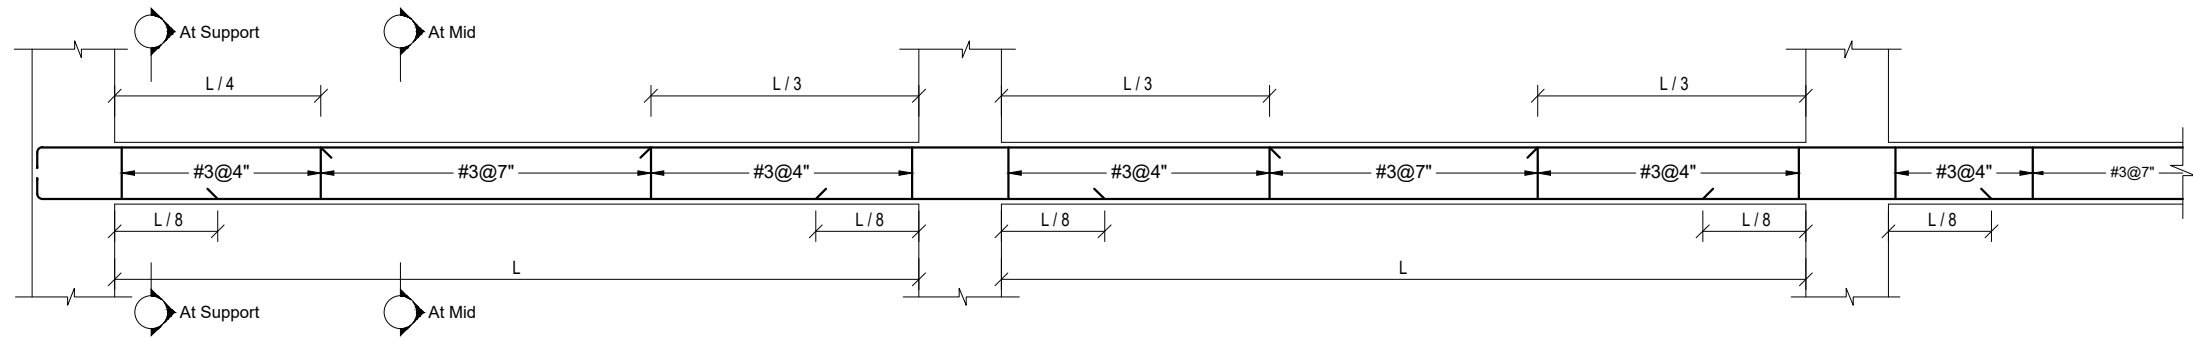 At Support
At Mid
L / 4
L / 3
L / 3
L / 3
#3@4"
#3@7"
#3@4"
#3@4"
#3@7"
#3@4"
#3@4"
#3@7"
L / 8
L / 8
L / 8
L / 8
L / 8
L
L
At Support
At Mid